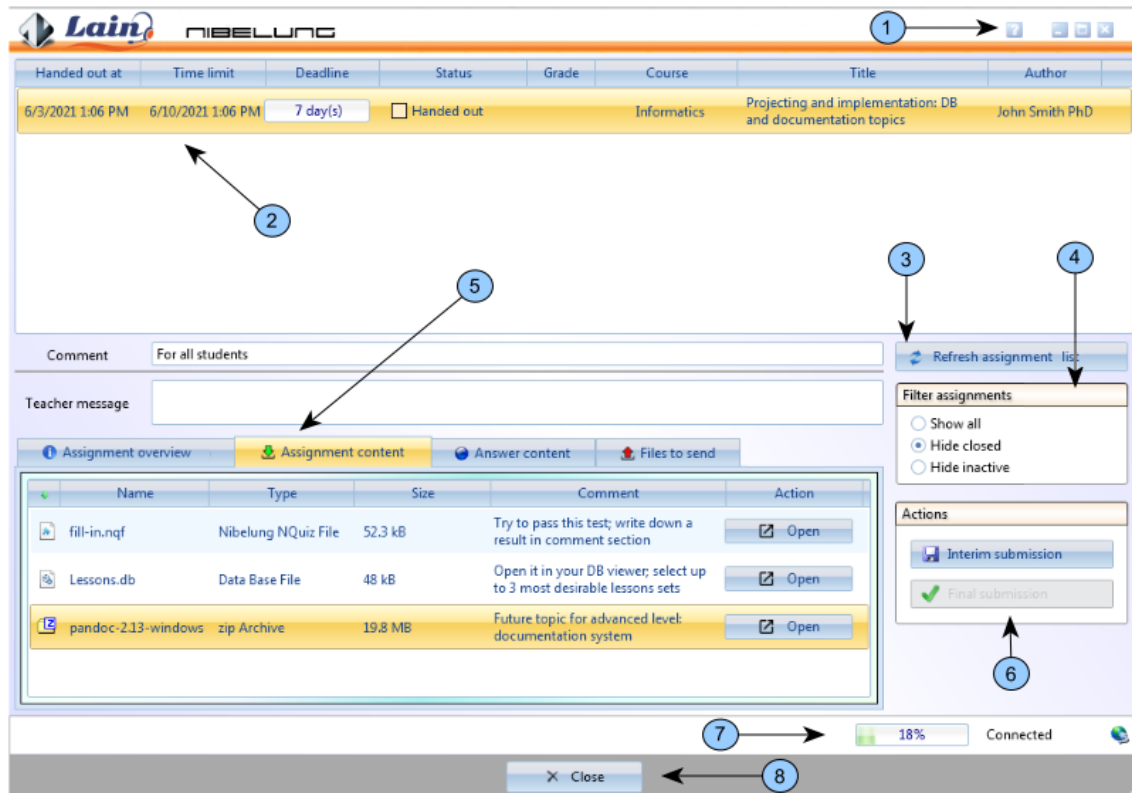 Lain
NIBELUNG
1
?
Handed out at Time limit Deadline Status Grade Course Title Author
6/3/2021 1:06 PM 6/10/2021 1:06 PM 7 day(s) Handed out Informatics Projecting and implementation: DB John Smith PhD
and documentation topics
2
3
4
5
Comment For all students
Refresh assignment list
Teacher message
Filter assignments
Show all
Hide closed
Hide inactive
Assignment overview Assignment content Answer content Files to send
Name Type Size Comment Action
fill-in.nqf Nibelung NQuiz File 52.3 kB Try to pass this test; write down a Open
result in comment section
Lessons.db Data Base File 48 kB Open it in your DB viewer; select up Open
to 3 most desirable lessons sets
pandoc-2.13-windows zip Archive 19.8 MB Future topic for advanced level: Open
documentation system
Actions
Interim submission
Final submission
6
7
18% Connected
Close
8